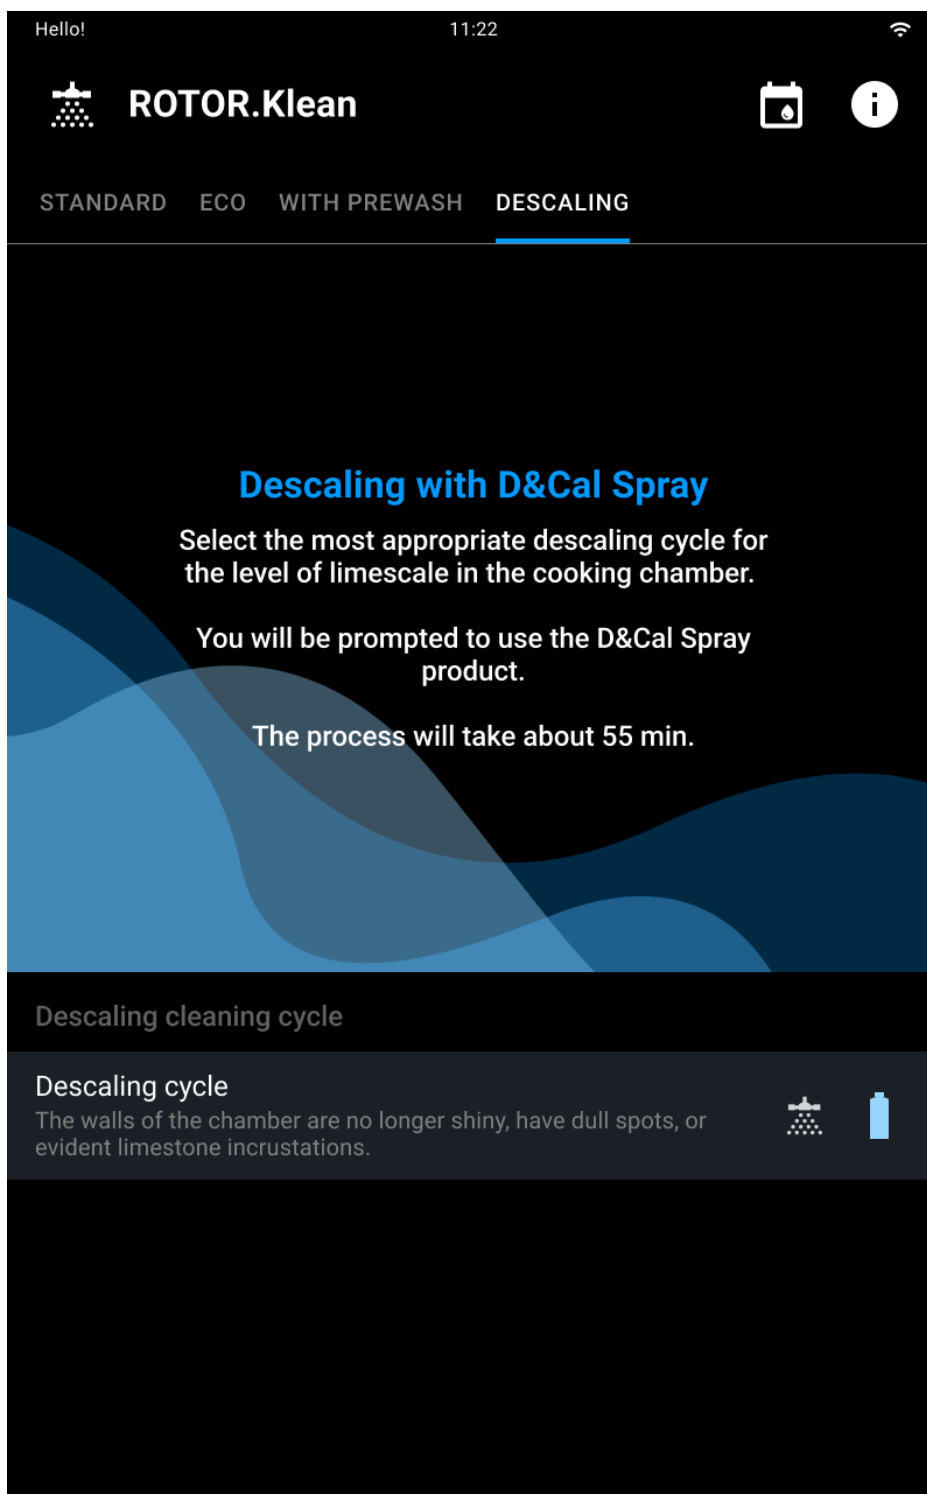 Hello!
11:22
ROTOR.Klean
STANDARD
ECO
WITH PREWASH
DESCALING
Descaling with D&Cal Spray
Select the most appropriate descaling cycle for
the level of limescale in the cooking chamber.
You will be prompted to use the D&Cal Spray
product.
The process will take about 55 min.
Descaling cleaning cycle
Descaling cycle
The walls of the chamber are no longer shiny, have dull spots, or
evident limestone incrustations.